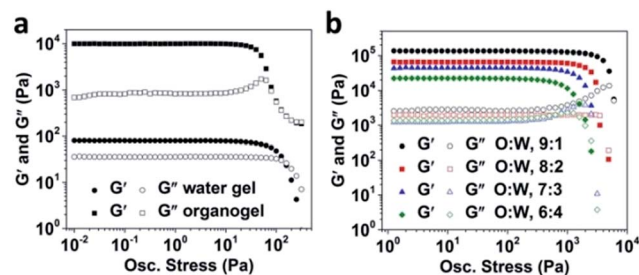 a
G′ and G″ (Pa)
10⁴
10³
10²
10¹
10⁰
G′ G″ water gel
G′ G″ organogel
10⁻² 10⁻¹ 10⁰ 10¹ 10²
Osc. Stress (Pa)
b
G′ and G″ (Pa)
10⁵
10⁴
10³
10²
10¹
10⁰
G′ G″ O:W, 9:1
G′ G″ O:W, 8:2
G′ G″ O:W, 7:3
G′ G″ O:W, 6:4
10⁰ 10¹ 10² 10³ 10⁴
Osc. Stress (Pa)